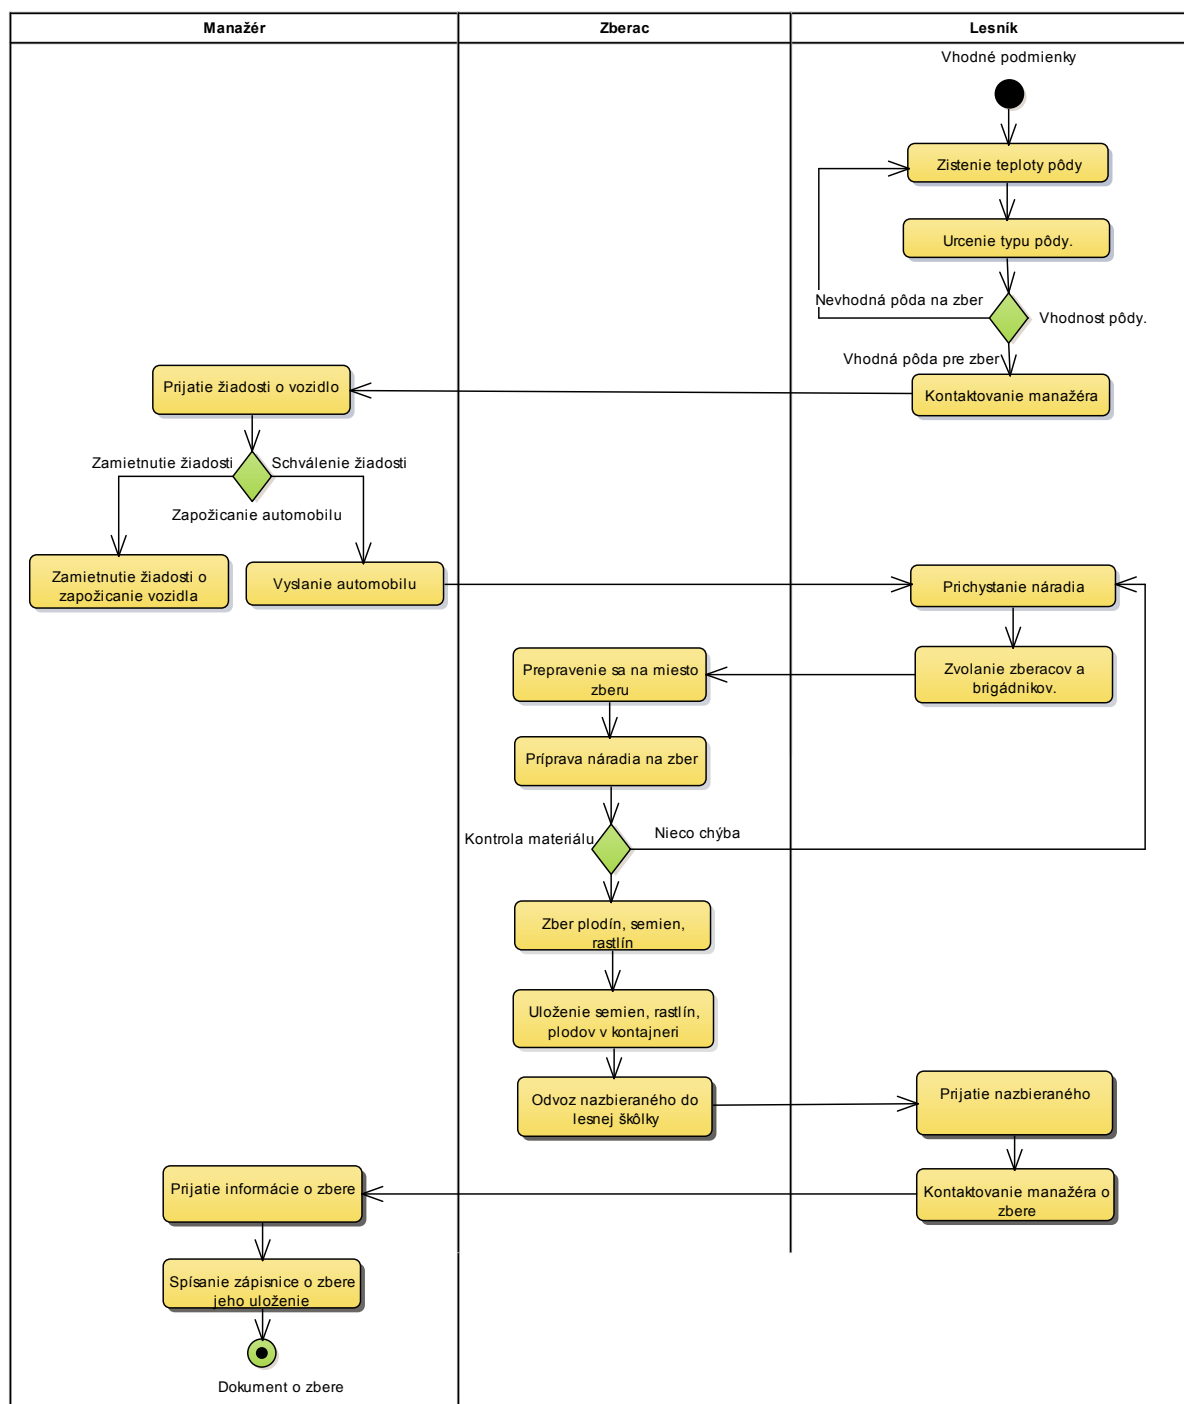 Manažér
Zberac
Lesník
Vhodné podmienky
Zistenie teploty pôdy
Urcenie typu pôdy.
Nevhodná pôda na zber
Vhodnost pôdy.
Vhodná pôda pre zber
Prijatie žiadosti o vozidlo
Kontaktovanie manažéra
Zamietnutie žiadosti
Schválenie žiadosti
Zapožicanie automobilu
Zamietnutie žiadosti o
zapožicanie vozidla
Vyslanie automobilu
Prichystanie náradia
Prepravenie sa na miesto
zberu
Zvolanie zberacov a
brigádnikov.
Príprava náradia na zber
Kontrola materiálu
Nieco chýba
Zber plodín, semien,
rastlín
Uloženie semien, rastlín,
plodov v kontajneri
Odvoz nazbieraného do
lesnej škôlky
Prijatie nazbieraného
Prijatie informácie o zbere
Kontaktovanie manažéra o
zbere
Spísanie zápisnice o zbere
jeho uloženie
Dokument o zbere